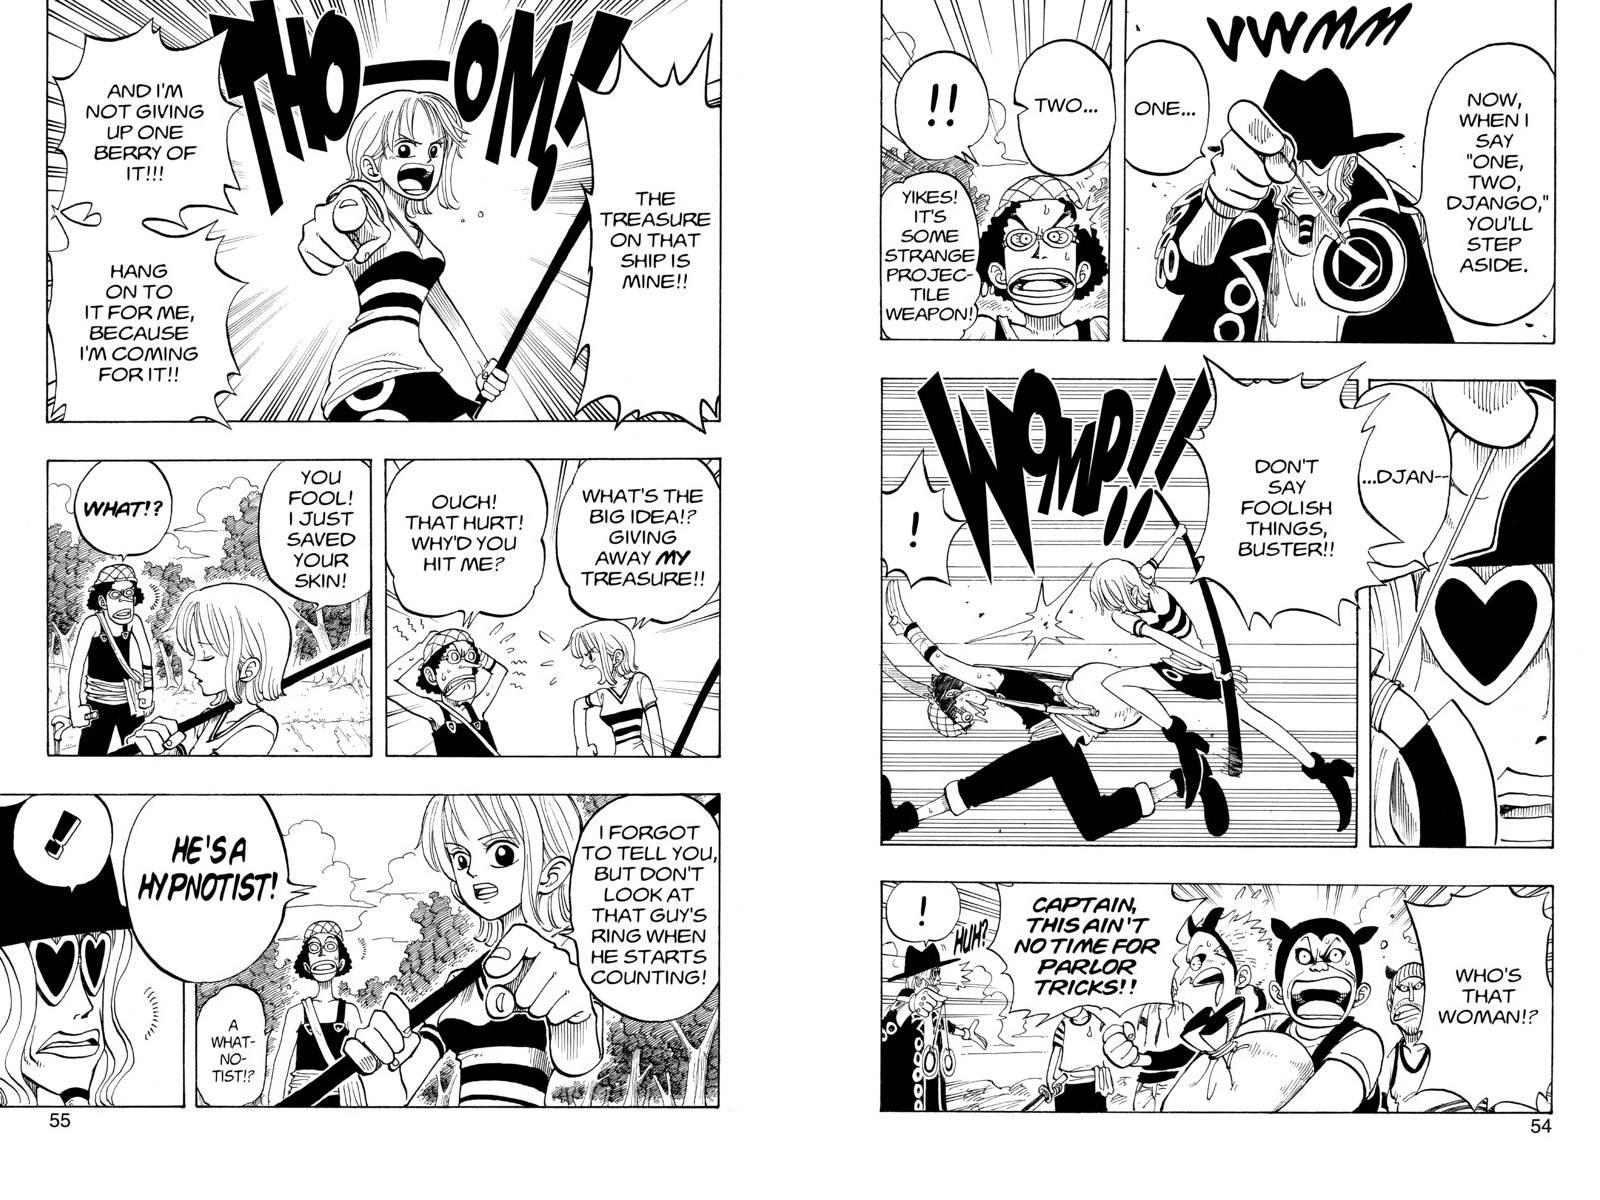 VWMM
NOW,
WHEN I
SAY
"ONE,
TWO,
DJANGO,"
YOU'LL
STEP
ASIDE.
ONE...
TWO...
!!
YIKES!
IT'S
SOME
STRANGE
PROJEC-
TILE
WEAPON!
...DJAN--
DON'T
SAY
FOOLISH
THINGS,
BUSTER!!
WOMP!!
!
WHO'S
THAT
WOMAN!?
CAPTAIN,
THIS AIN'T
NO TIME FOR
PARLOR
TRICKS!!
HUH?
!
54
THO—OM!
THE
TREASURE
ON THAT
SHIP IS
MINE!!
AND I'M
NOT GIVING
UP ONE
BERRY OF
IT!!!
HANG
ON TO
IT FOR ME,
BECAUSE
I'M COMING
FOR IT!!
WHAT'S THE
BIG IDEA!?
GIVING
AWAY MY
TREASURE!!
OUCH!
THAT HURT!
WHY'D YOU
HIT ME?
YOU
FOOL!
I JUST
SAVED
YOUR
SKIN!
WHAT!?
I FORGOT
TO TELL YOU,
BUT DON'T
LOOK AT
THAT GUY'S
RING WHEN
HE STARTS
COUNTING!
HE'S A
HYPNOTIST!
A
WHAT-
NO-
TIST!?
!
55